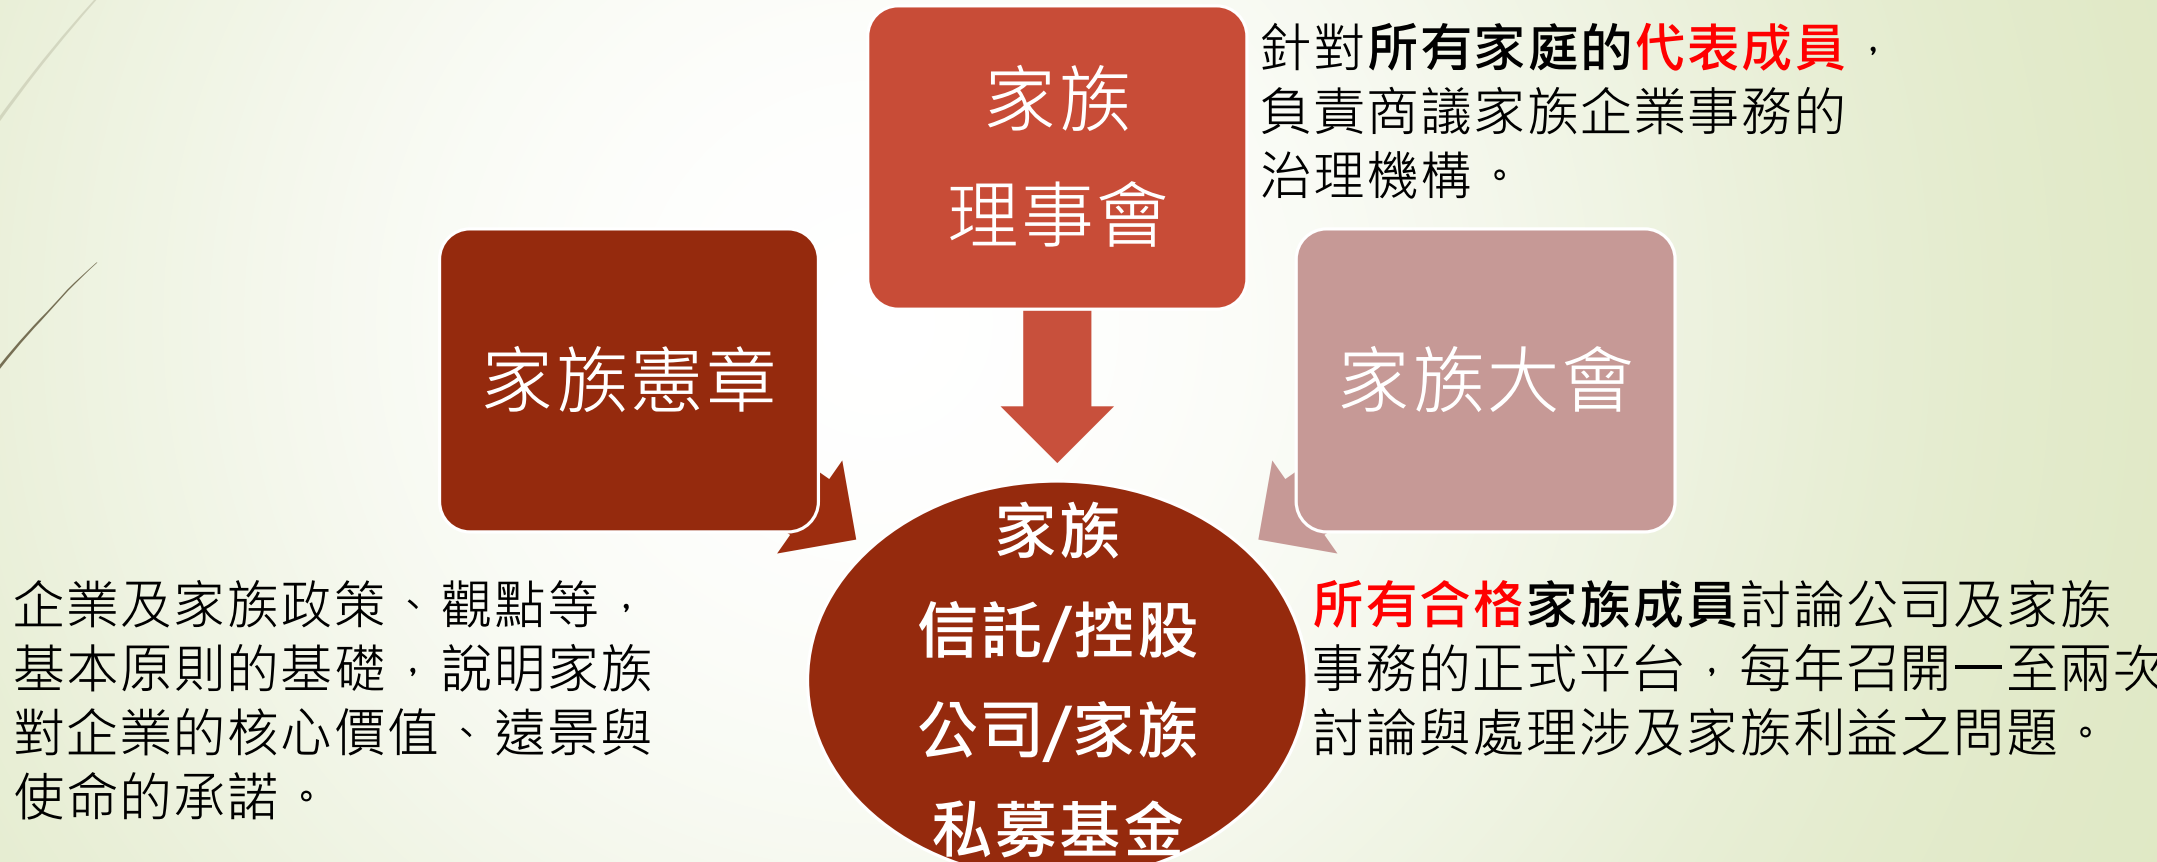 家族
理事會
針對所有家庭的代表成員，
負責商議家族企業事務的
治理機構。
家族憲章
家族大會
企業及家族政策、觀點等，
基本原則的基礎，說明家族
對企業的核心價值、遠景與
使命的承諾。
家族
信託/控股
公司/家族
私募基金
所有合格家族成員討論公司及家族
事務的正式平台，每年召開一至兩次
討論與處理涉及家族利益之問題。